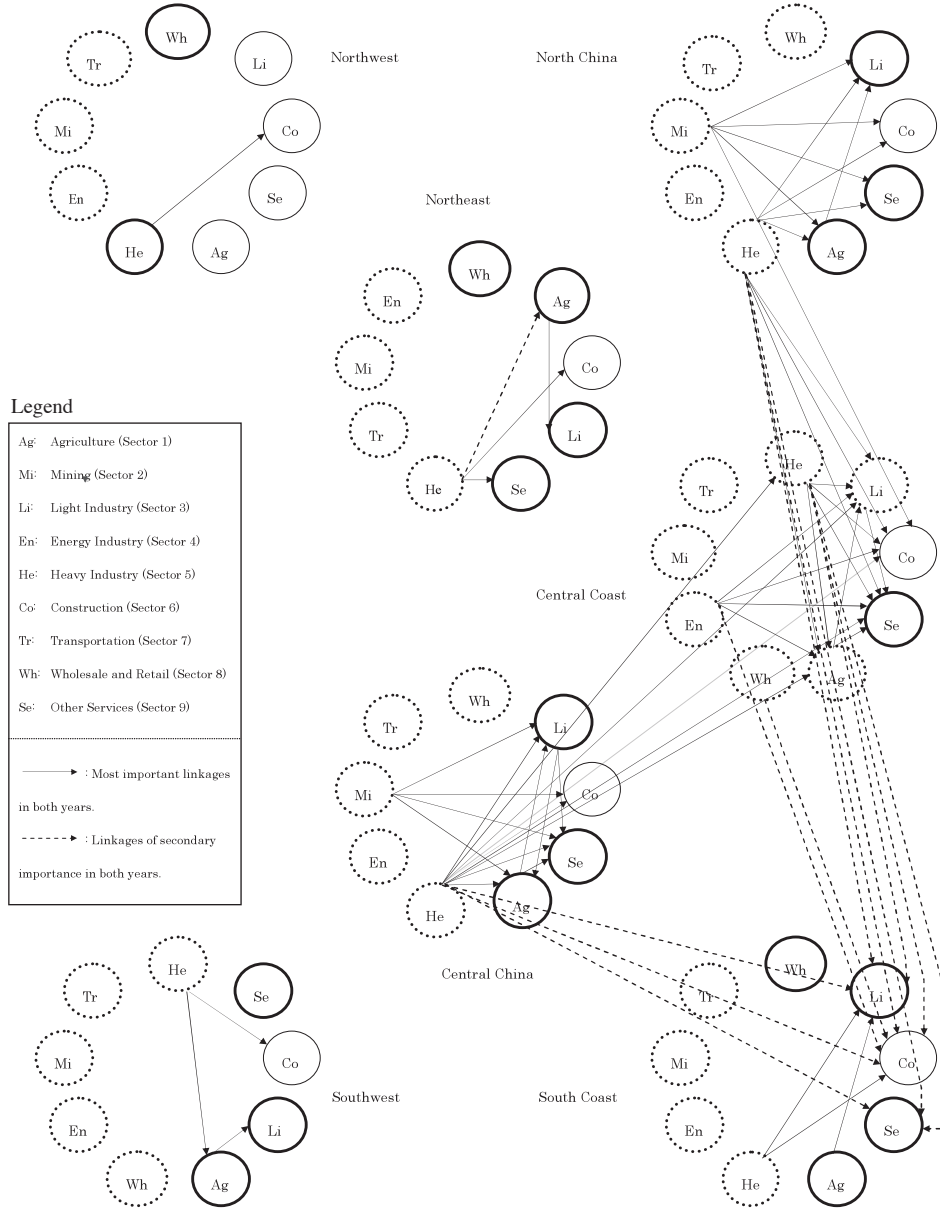 Wh
Tr
Li
Mi
Co
En
Se
He
Ag
Northwest
North China
Wh
Tr
Li
Mi
Co
En
Se
He
Ag
Northeast
Wh
En
Ag
Mi
Co
Tr
Li
He
Se
Legend
Ag: Agriculture (Sector 1)
Mi: Mining (Sector 2)
Li: Light Industry (Sector 3)
En: Energy Industry (Sector 4)
He: Heavy Industry (Sector 5)
Co: Construction (Sector 6)
Tr: Transportation (Sector 7)
Wh: Wholesale and Retail (Sector 8)
Se: Other Services (Sector 9)
: Most important linkages
in both years.
: Linkages of secondary
importance in both years.
He
Tr
Li
Mi
Co
Central Coast
En
Se
Wh
Ag
Wh
Tr
Li
Mi
Co
En
Se
He
Ag
Central China
He
Tr
Se
Mi
Co
En
Li
Wh
Ag
Southwest
South Coast
Wh
Tr
Li
Mi
Co
En
Se
He
Ag